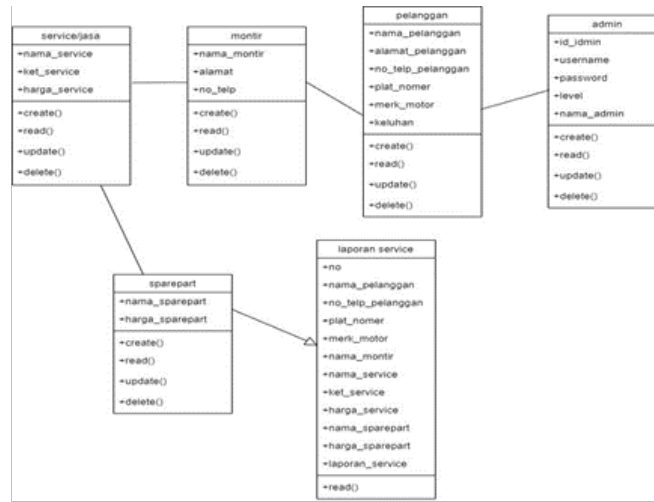 service/jasa
+nama_service
+ket_service
+harga_service
+create()
+read()
+update()
+delete()
montir
+nama_montir
+alamat
+no_telp
+create()
+read()
+update()
+delete()
pelanggan
+nama_pelanggan
+alamat_pelanggan
+no_telp_pelanggan
+plat_nomer
+merk_motor
+keluhan
+create()
+read()
+update()
+delete()
admin
+id_idmin
+username
+password
+level
+nama_admin
+create()
+read()
+update()
+delete()
sparepart
+nama_sparepart
+harga_sparepart
+create()
+read()
+update()
+delete()
laporan service
+no
+nama_pelanggan
+no_telp_pelanggan
+plat_nomer
+merk_motor
+nama_montir
+nama_service
+ket_service
+harga_service
+nama_sparepart
+harga_sparepart
+laporan_service
+read()